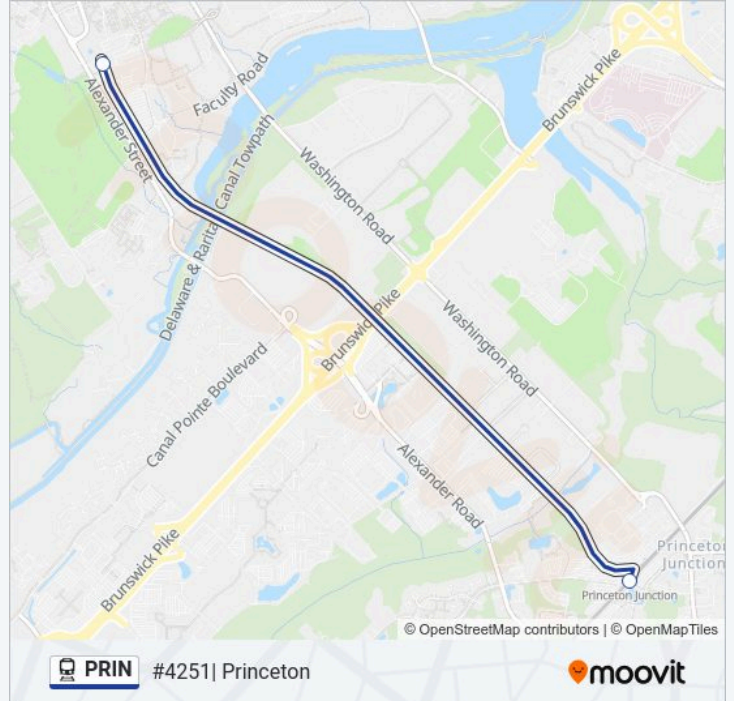 Faculty Road
Alexander Street
Brunswick Pike
Delaware & Raritan Canal Towpath
Washington Road
Brunswick Pike
Washington Road
Canal Pointe Boulevard
Alexander Road
Brunswick Pike
Princeton
Junction
Princeton Junction
© OpenStreetMap contributors | © OpenMapTiles
PRIN #4251| Princeton
moovit